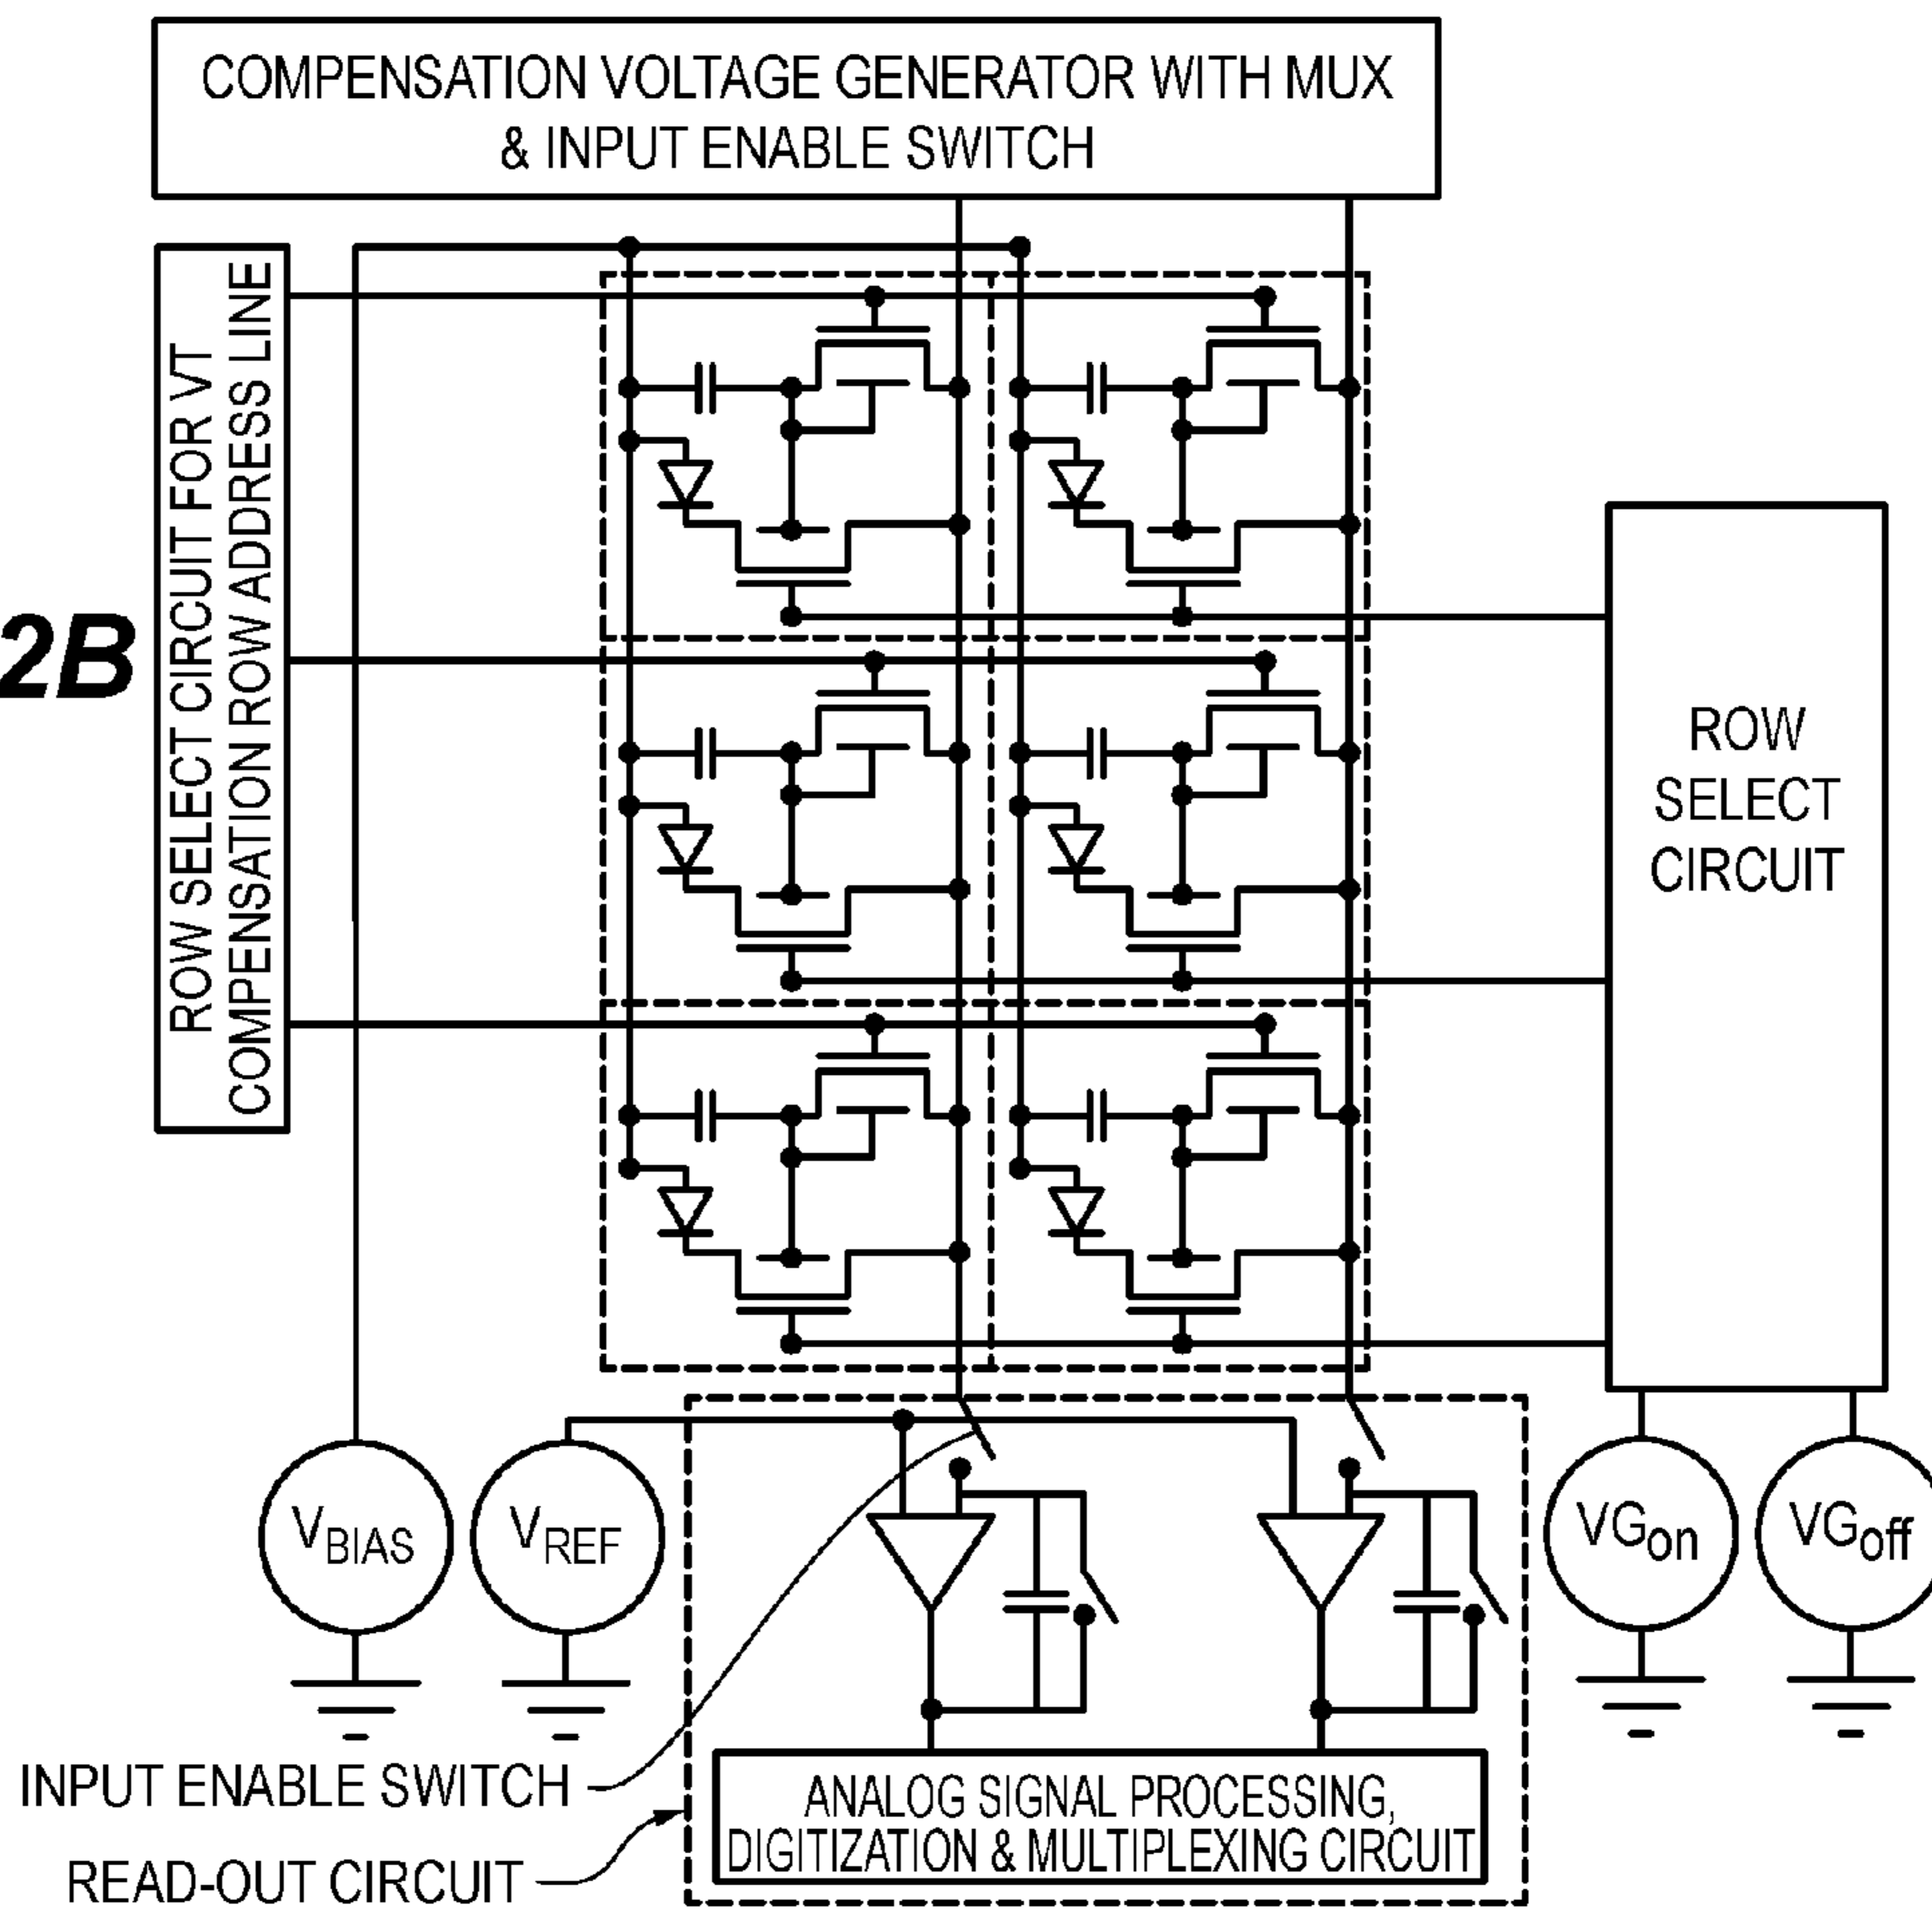 COMPENSATION VOLTAGE GENERATOR WITH MUX
& INPUT ENABLE SWITCH
ROW SELECT CIRCUIT FOR VT
COMPENSATION ROW ADDRESS LINE
2B
ROW
SELECT
CIRCUIT
VBIAS
VREF
VGon
VGoff
INPUT ENABLE SWITCH
READ-OUT CIRCUIT
ANALOG SIGNAL PROCESSING,
DIGITIZATION & MULTIPLEXING CIRCUIT